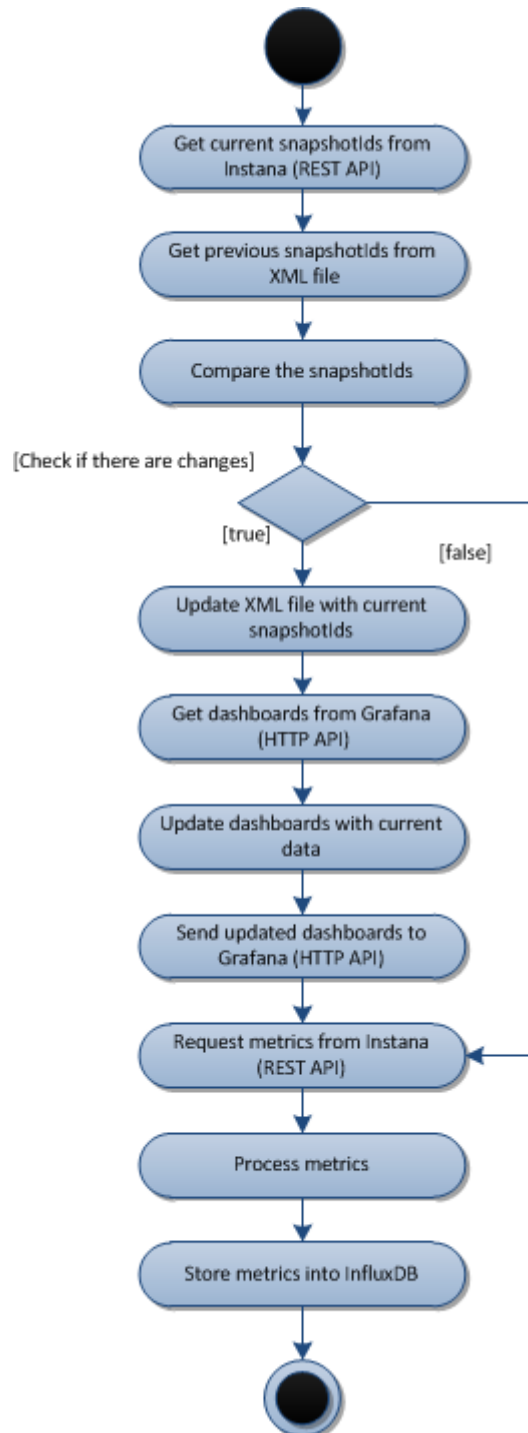 Get current snapshotIds from
Instana (REST API)
Get previous snapshotIds from
XML file
Compare the snapshotIds
[Check if there are changes]
[true]
[false]
Update XML file with current
snapshotIds
Get dashboards from Grafana
(HTTP API)
Update dashboards with current
data
Send updated dashboards to
Grafana (HTTP API)
Request metrics from Instana
(REST API)
Process metrics
Store metrics into InfluxDB